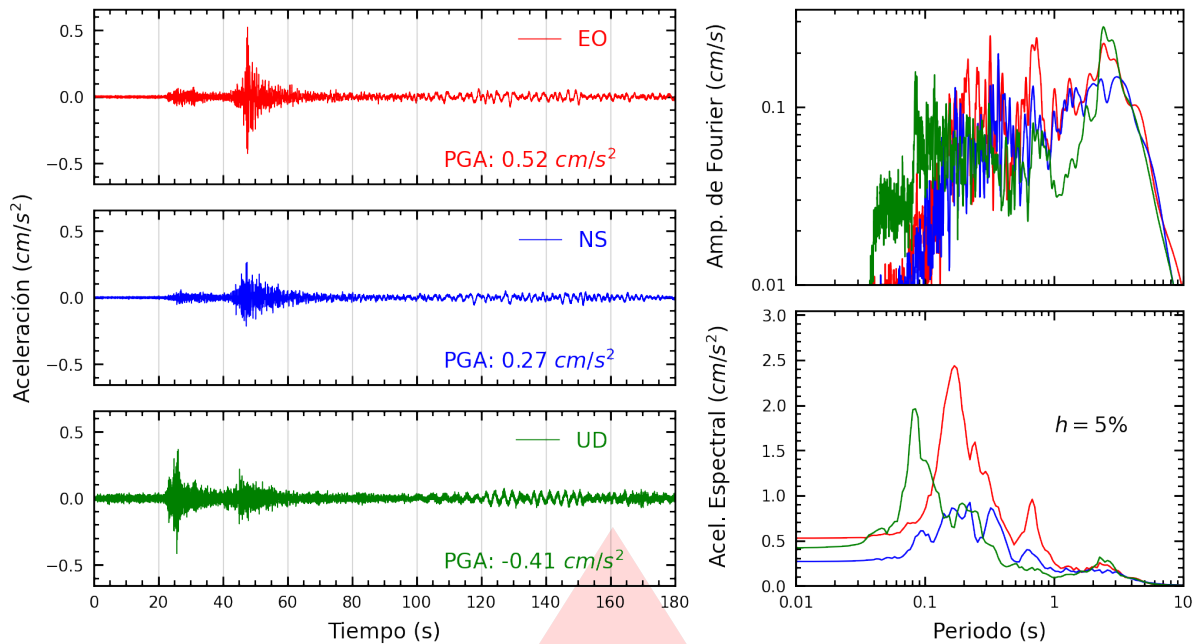 Aceleración (cm/s²)
0.5
0.0
−0.5
EO
PGA: 0.52 cm/s²
0.5
0.0
−0.5
NS
PGA: 0.27 cm/s²
0.5
0.0
−0.5
UD
PGA: -0.41 cm/s²
0 20 40 60 80 100 120 140 160 180
Tiempo (s)
Amp. de Fourier (cm/s)
0.1
0.01
Acel. Espectral (cm/s²)
3.0
2.5
2.0
1.5
1.0
0.5
0.0
h = 5%
0.01 0.1 1 10
Periodo (s)